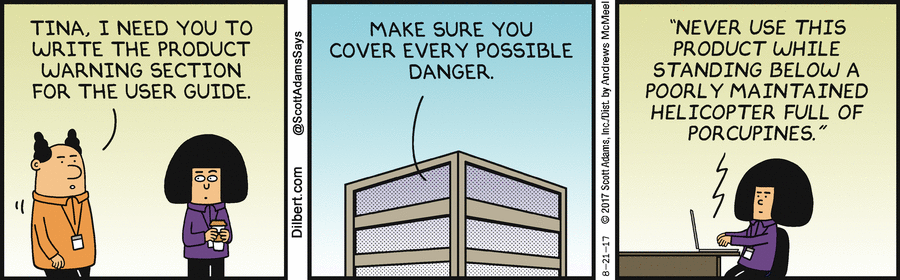 TINA, I NEED YOU TO
WRITE THE PRODUCT
WARNING SECTION
FOR THE USER GUIDE.
Dilbert.com
@ScottAdamsSays
MAKE SURE YOU
COVER EVERY POSSIBLE
DANGER.
8-21-17 © 2017 Scott Adams, Inc./Dist. by Andrews McMeel
"NEVER USE THIS
PRODUCT WHILE
STANDING BELOW A
POORLY MAINTAINED
HELICOPTER FULL OF
PORCUPINES."